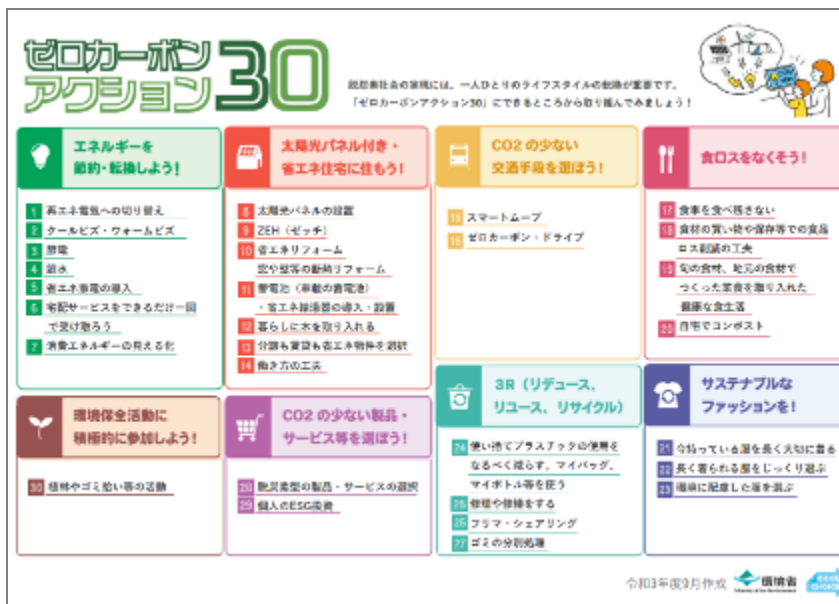 ゼロカーボン
アクション30
脱炭素社会の実現には、一人ひとりのライフスタイルの転換が重要です。
「ゼロカーボンアクション30」にできるところから取り組んでみましょう！
エネルギーを
節約・転換しよう!
1 再エネ電気への切り替え
2 クールビズ・ウォームビズ
3 節電
4 節水
5 省エネ家電の導入
6 宅配サービスをできるだけ一回
で受け取ろう
7 消費エネルギーの見える化
太陽光パネル付き・
省エネ住宅に住もう!
8 太陽光パネルの設置
9 ZEH（ゼッチ）
10 省エネリフォーム
窓や壁等の断熱リフォーム
11 蓄電池（車載の蓄電池）
・省エネ給湯器の導入・設置
12 暮らしに木を取り入れる
13 分譲も賃貸も省エネ物件を選択
14 働き方の工夫
CO2の少ない
交通手段を選ぼう!
15 スマートムーブ
16 ゼロカーボン・ドライブ
食ロスをなくそう!
17 食事を食べ残さない
18 食材の買い物や保存等での食品
ロス削減の工夫
19 旬の食材、地元の食材で
つくった菜食を取り入れた
健康な食生活
20 自宅でコンポスト
環境保全活動に
積極的に参加しよう!
30 植林やゴミ拾い等の活動
CO2の少ない製品・
サービス等を選ぼう!
28 脱炭素型の製品・サービスの選択
29 個人のESG投資
3R（リデュース、
リユース、リサイクル）
24 使い捨てプラスチックの使用を
なるべく減らす。マイバッグ、
マイボトル等を使う
25 修理や修繕をする
26 フリマ・シェアリング
27 ゴミの分別処理
サステナブルな
ファッションを!
21 今持っている服を長く大切に着る
22 長く着られる服をじっくり選ぶ
23 環境に配慮した服を選ぶ
令和3年度9月作成 環境省
Ministry of the Environment